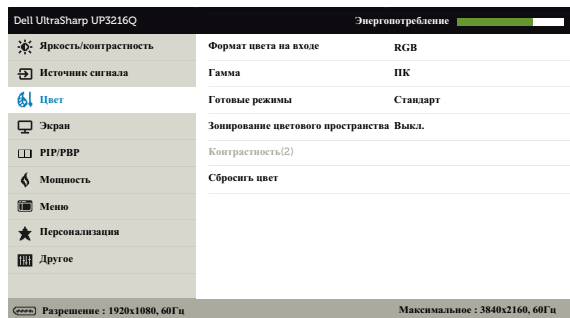 Dell UltraSharp UP3216Q Энергопотребление
Яркость/контрастность Формат цвета на входе RGB
Источник сигнала Гамма ПК
Цвет Готовые режимы Стандарт
Экран Зонирование цветового пространства Выкл.
PIP/PBP Контрастность(2)
Мощность Сбросить цвет
Меню
Персонализация
Другое
Разрешение : 1920x1080, 60Гц Максимальное : 3840x2160, 60Гц